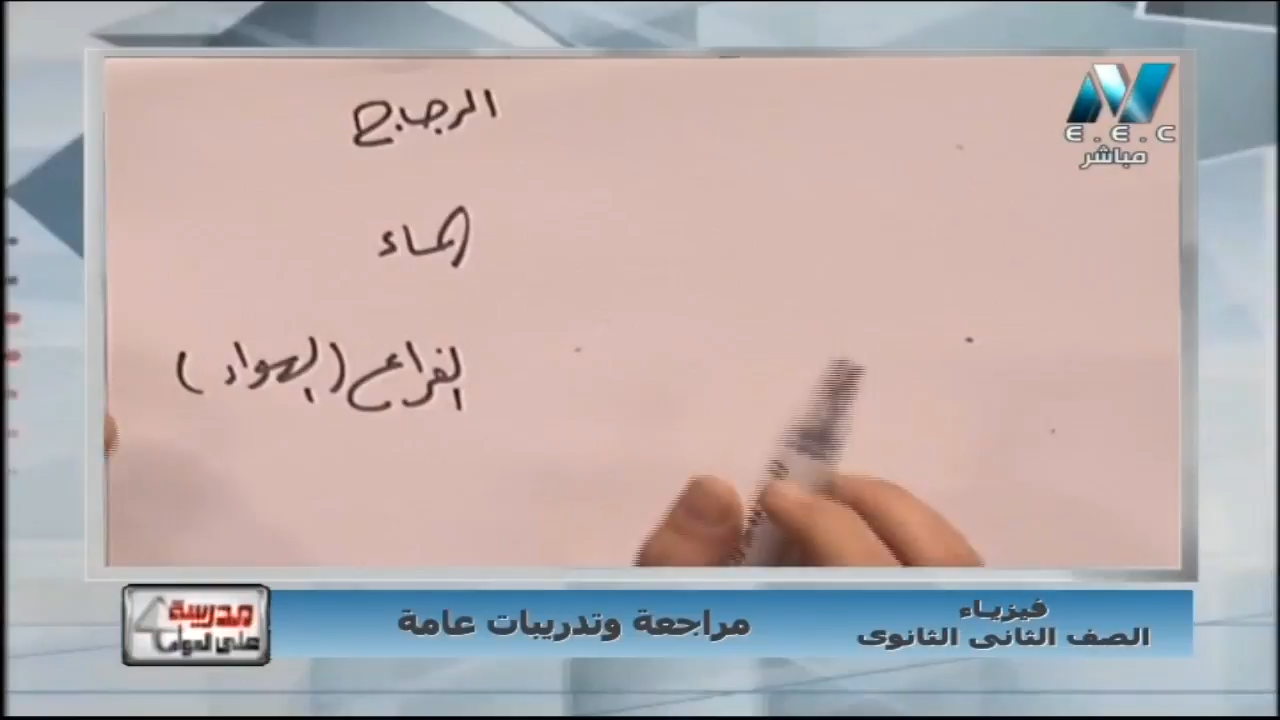 الزجاج
الماء
الفراغ (الهواء)
E.E.C
مباشر
فيزياء
الصف الثانى الثانوى
مراجعة وتدريبات عامة
مدرسة
على الهواء